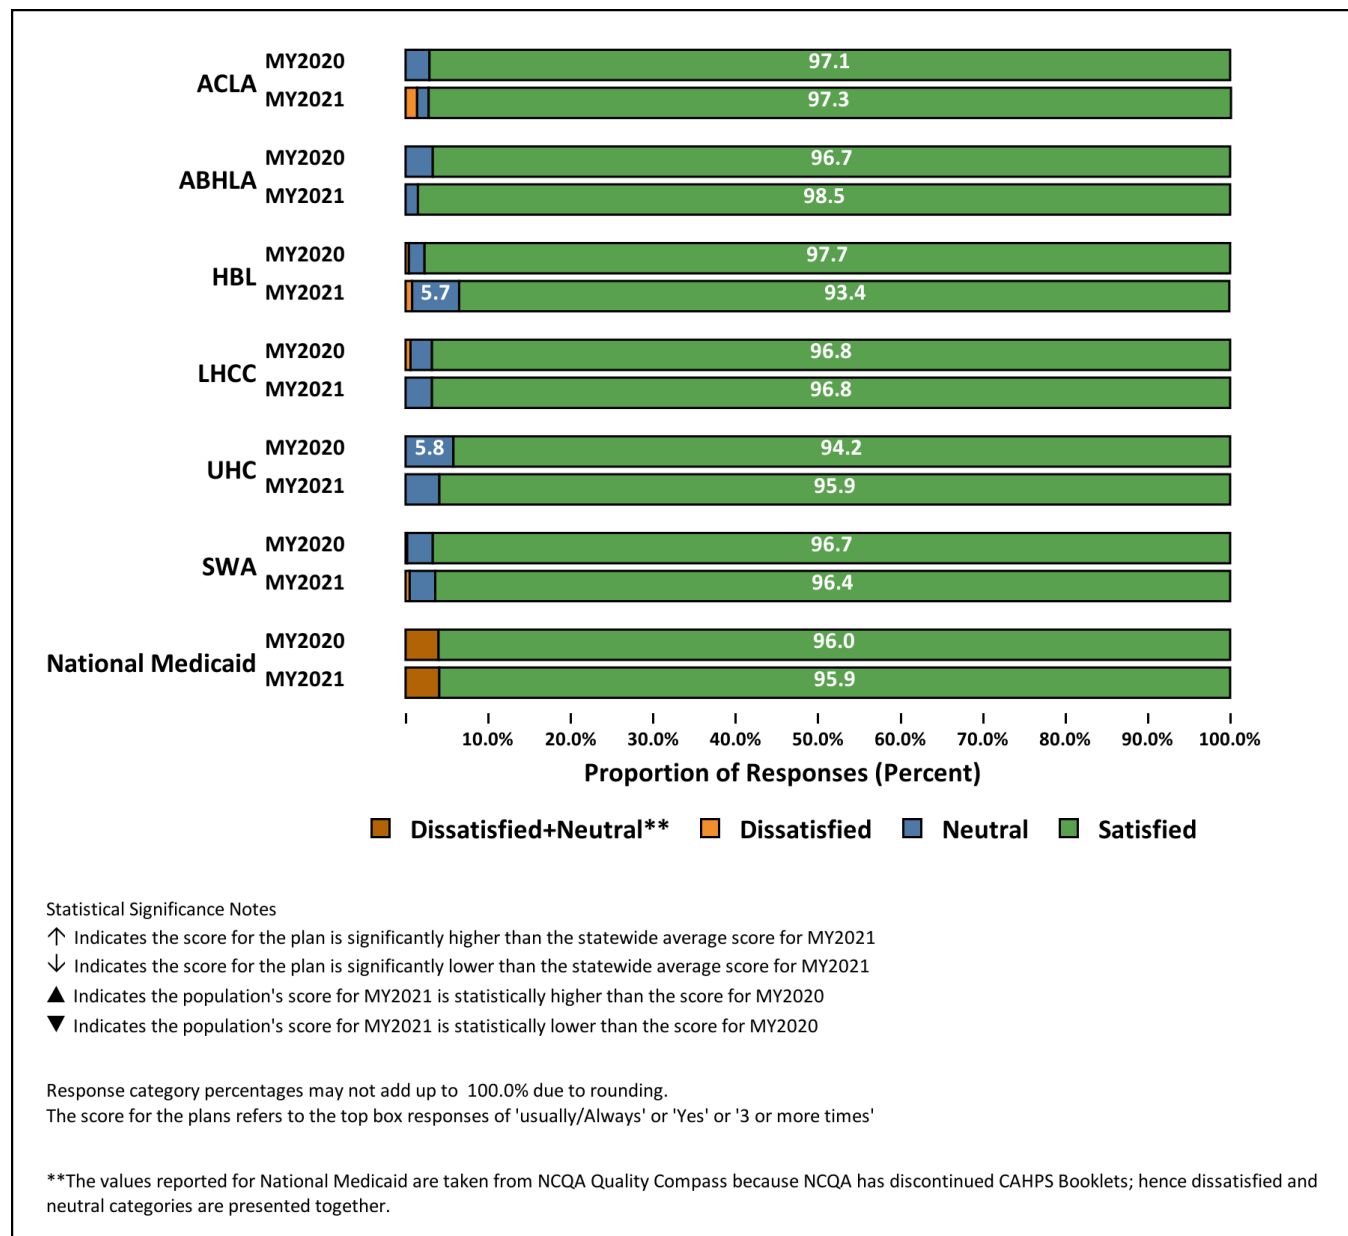 MY2020
97.1
ACLA
MY2021
97.3
MY2020
96.7
ABHLA
MY2021
98.5
MY2020
97.7
HBL
MY2021
5.7
93.4
MY2020
96.8
LHCC
MY2021
96.8
MY2020
5.8
94.2
UHC
MY2021
95.9
MY2020
96.7
SWA
MY2021
96.4
MY2020
96.0
National Medicaid
MY2021
95.9
10.0% 20.0% 30.0% 40.0% 50.0% 60.0% 70.0% 80.0% 90.0% 100.0%
Proportion of Responses (Percent)
Dissatisfied+Neutral** Dissatisfied Neutral Satisfied
Statistical Significance Notes
↑ Indicates the score for the plan is significantly higher than the statewide average score for MY2021
↓ Indicates the score for the plan is significantly lower than the statewide average score for MY2021
▲ Indicates the population's score for MY2021 is statistically higher than the score for MY2020
▼ Indicates the population's score for MY2021 is statistically lower than the score for MY2020
Response category percentages may not add up to 100.0% due to rounding.
The score for the plans refers to the top box responses of 'usually/Always' or 'Yes' or '3 or more times'
**The values reported for National Medicaid are taken from NCQA Quality Compass because NCQA has discontinued CAHPS Booklets; hence dissatisfied and
neutral categories are presented together.